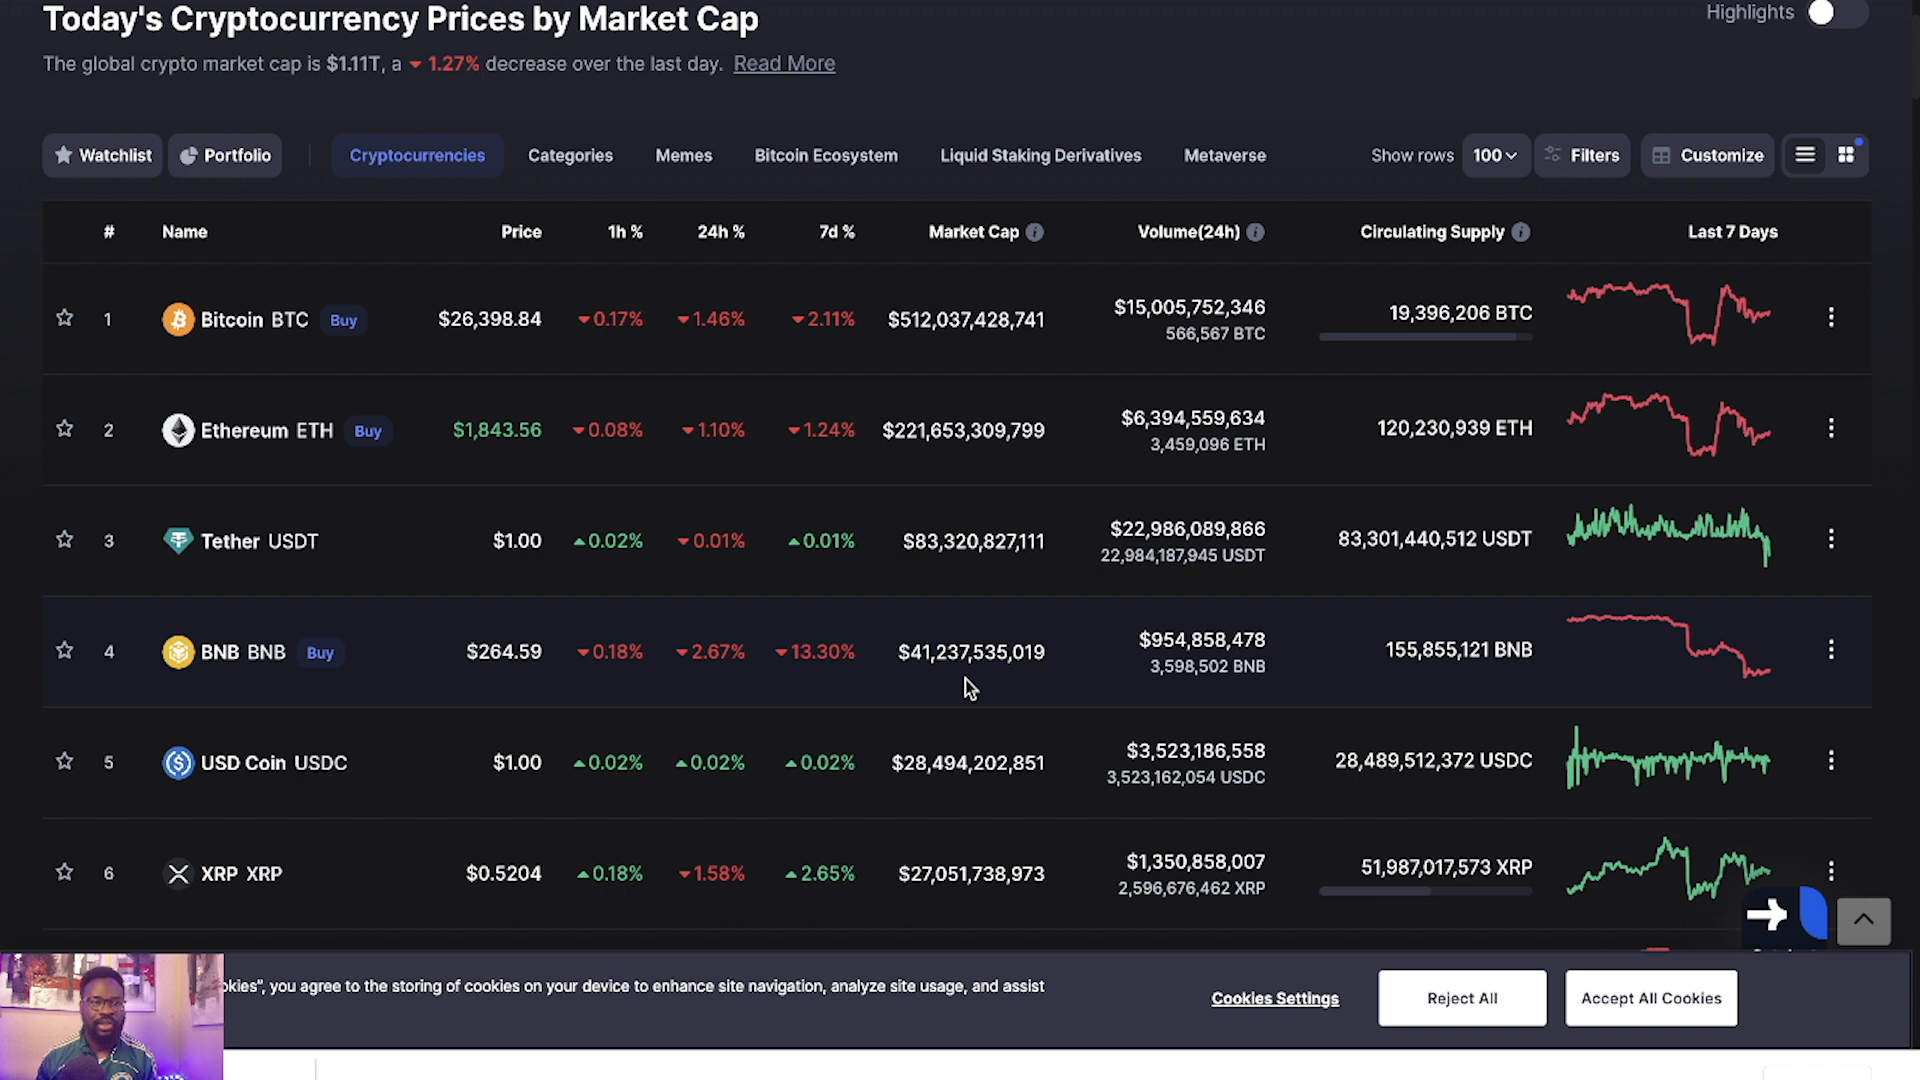 Today's Cryptocurrency Prices by Market Cap
Highlights
The global crypto market cap is $1.11T, a 1.27% decrease over the last day. Read More
Watchlist Portfolio Cryptocurrencies Categories Memes Bitcoin Ecosystem Liquid Staking Derivatives Metaverse Show rows 100 Filters Customize
# Name Price 1h % 24h % 7d % Market Cap Volume(24h) Circulating Supply Last 7 Days
1 Bitcoin BTC Buy $26,398.84 0.17% 1.46% 2.11% $512,037,428,741 $15,005,752,346 19,396,206 BTC
566,567 BTC
2 Ethereum ETH Buy $1,843.56 0.08% 1.10% 1.24% $221,653,309,799 $6,394,559,634 120,230,939 ETH
3,459,096 ETH
3 Tether USDT $1.00 0.02% 0.01% 0.01% $83,320,827,111 $22,986,089,866 83,301,440,512 USDT
22,984,187,945 USDT
4 BNB BNB Buy $264.59 0.18% 2.67% 13.30% $41,237,535,019 $954,858,478 155,855,121 BNB
3,598,502 BNB
5 USD Coin USDC $1.00 0.02% 0.02% 0.02% $28,494,202,851 $3,523,186,558 28,489,512,372 USDC
3,523,162,054 USDC
6 XRP XRP $0.5204 0.18% 1.58% 2.65% $27,051,738,973 $1,350,858,007 51,987,017,573 XRP
2,596,676,462 XRP
okies", you agree to the storing of cookies on your device to enhance site navigation, analyze site usage, and assist
Cookies Settings Reject All Accept All Cookies